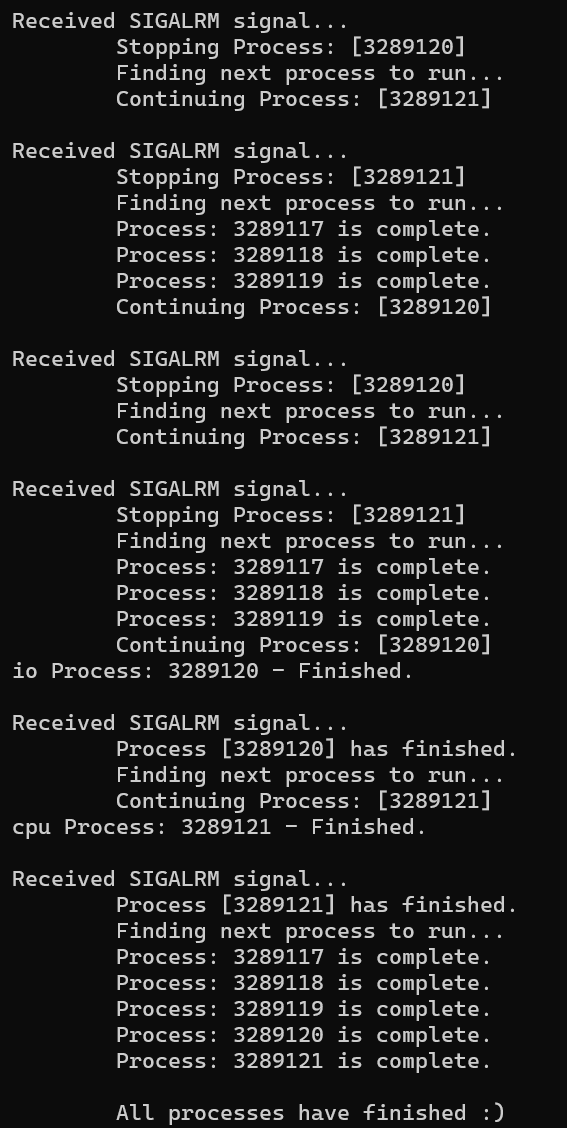 Received SIGALRM signal...
Stopping Process: [3289120]
Finding next process to run...
Continuing Process: [3289121]
Received SIGALRM signal...
Stopping Process: [3289121]
Finding next process to run...
Process: 3289117 is complete.
Process: 3289118 is complete.
Process: 3289119 is complete.
Continuing Process: [3289120]
Received SIGALRM signal...
Stopping Process: [3289120]
Finding next process to run...
Continuing Process: [3289121]
Received SIGALRM signal...
Stopping Process: [3289121]
Finding next process to run...
Process: 3289117 is complete.
Process: 3289118 is complete.
Process: 3289119 is complete.
Continuing Process: [3289120]
io Process: 3289120 - Finished.
Received SIGALRM signal...
Process [3289120] has finished.
Finding next process to run...
Continuing Process: [3289121]
cpu Process: 3289121 - Finished.
Received SIGALRM signal...
Process [3289121] has finished.
Finding next process to run...
Process: 3289117 is complete.
Process: 3289118 is complete.
Process: 3289119 is complete.
Process: 3289120 is complete.
Process: 3289121 is complete.
All processes have finished :)